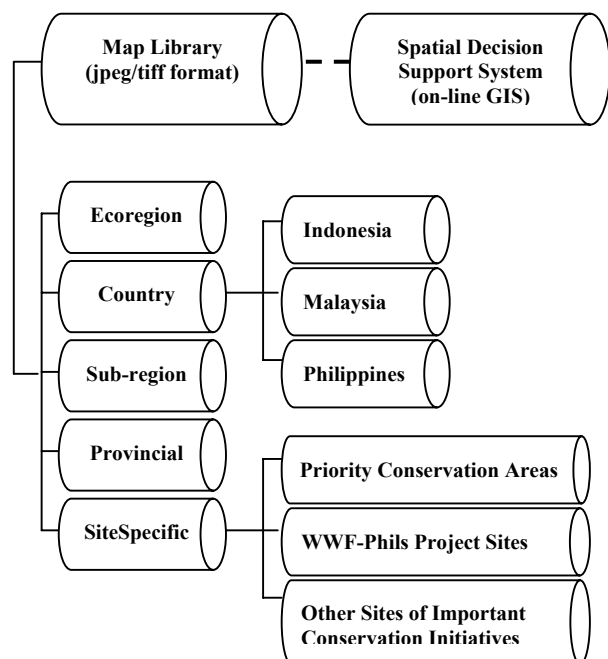 Map Library
(jpeg/tiff format)
Spatial Decision
Support System
(on-line GIS)
Ecoregion
Country
Sub-region
Provincial
SiteSpecific
Indonesia
Malaysia
Philippines
Priority Conservation Areas
WWF-Phils Project Sites
Other Sites of Important
Conservation Initiatives